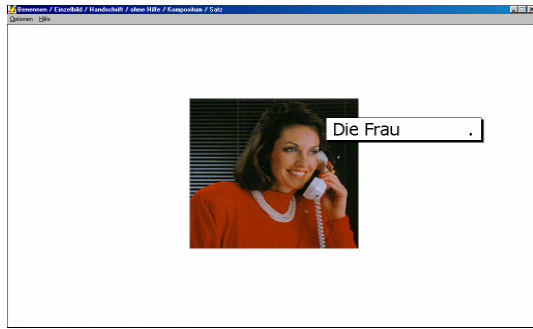 Benennen / Einzelbild / Handschrift / ohne Hilfe / Kompositum / Satz
Optionen Hilfe
Die Frau .